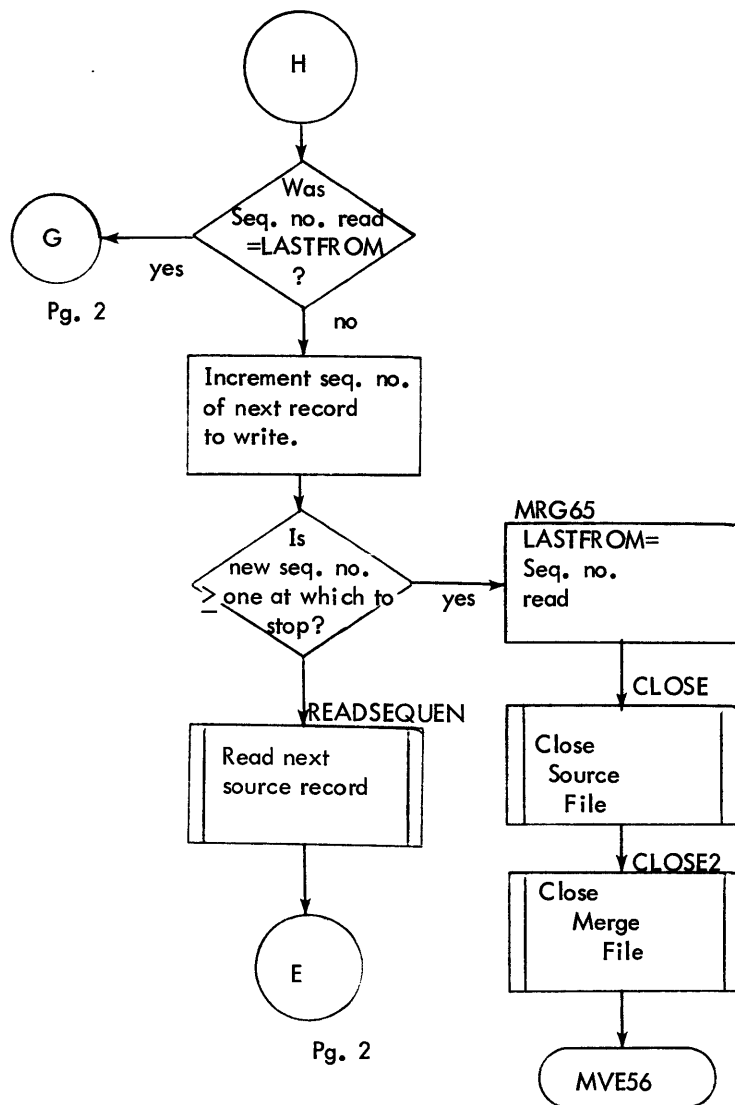 H
Was
Seq. no. read
=LASTFROM
?
G
yes
Pg. 2
no
Increment seq. no.
of next record
to write.
Is
new seq. no.
≥ one at which to
stop?
yes
MRG65
LASTFROM=
Seq. no.
read
READSEQUEN
Read next
source record
CLOSE
Close
Source
File
CLOSE2
Close
Merge
File
E
Pg. 2
MVE56